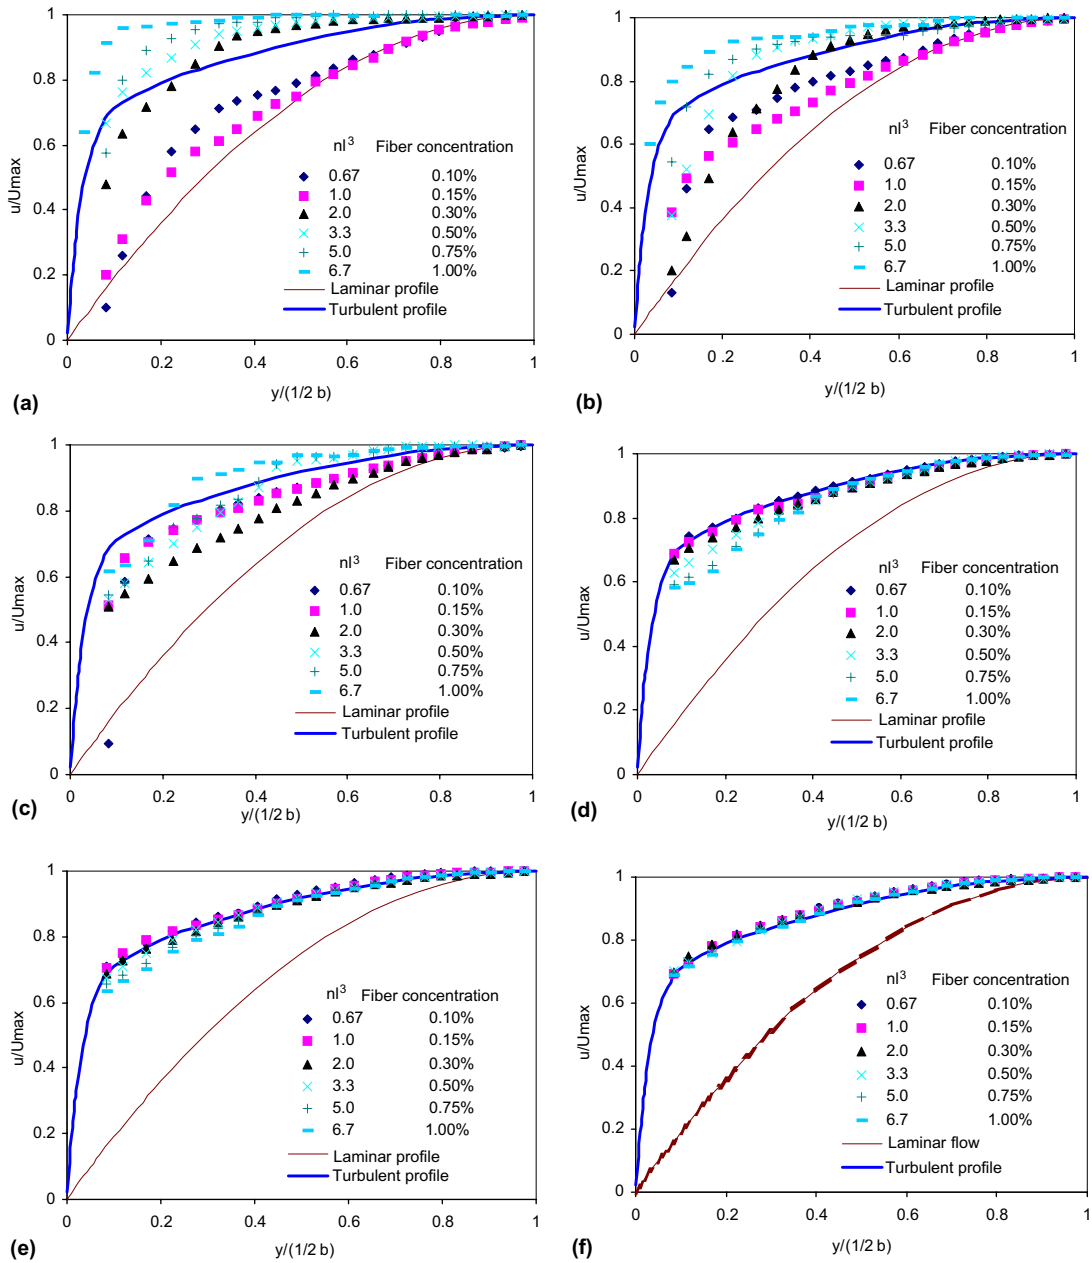 1
0.8
0.6
0.4
0.2
0
u/Umax
nl³ Fiber concentration
0.67 0.10%
1.0 0.15%
2.0 0.30%
3.3 0.50%
5.0 0.75%
6.7 1.00%
Laminar profile
Turbulent profile
0 0.2 0.4 0.6 0.8 1
y/(1/2 b)
(a)
1
0.8
0.6
0.4
0.2
0
u/Umax
nl³ Fiber concentration
0.67 0.10%
1.0 0.15%
2.0 0.30%
3.3 0.50%
5.0 0.75%
6.7 1.00%
Laminar profile
Turbulent profile
0 0 .2 0.4 0.6 0.8 1
y/(1/2 b)
(b)
1
0.8
0.6
0.4
0.2
0
u/Umax
nl³ Fiber concentration
0.67 0.10%
1.0 0.15%
2.0 0.30%
3.3 0.50%
5.0 0.75%
6.7 1.00%
Laminar profile
Turbulent profile
0 0.2 0.4 0.6 0.8 1
y/(1/2 b)
(c)
1
0.8
0.6
0.4
0.2
0
u/Umax
nl³ Fiber concentration
0.67 0.10%
1.0 0.15%
2.0 0.30%
3.3 0.50%
5.0 0.75%
6.7 1.00%
Laminar profile
Turbulent profile
0 0.2 0.4 0.6 0.8 1
y/(1/2 b)
(d)
1
0.8
0.6
0.4
0.2
0
u/Umax
nl³ Fiber concentration
0.67 0.10%
1.0 0.15%
2.0 0.30%
3.3 0.50%
5.0 0.75%
6.7 1.00%
Laminar profile
Turbulent profile
0 0.2 0.4 0.6 0.8 1
y/(1/2 b)
(e)
1
0.8
0.6
0.4
0.2
0
u/Umax
nl³ Fiber concentration
0.67 0.10%
1.0 0.15%
2.0 0.30%
3.3 0.50%
5.0 0.75%
6.7 1.00%
Laminar flow
Turbulent profile
0 0.2 0.4 0.6 0.8 1
y/(1/2 b)
(f)